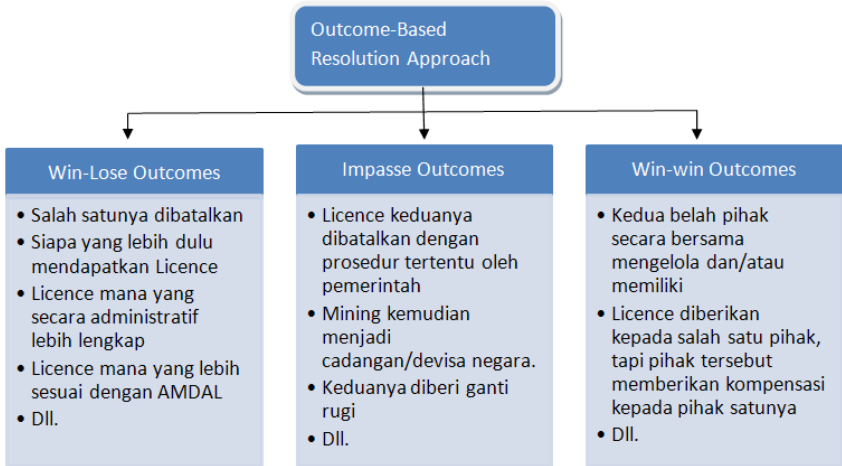 Outcome-Based
Resolution Approach
Win-Lose Outcomes
• Salah satunya dibatalkan
• Siapa yang lebih dulu
mendapatkan Licence
• Licence mana yang
secara administratif
lebih lengkap
• Licence mana yang lebih
sesuai dengan AMDAL
• Dll.
Impasse Outcomes
• Licence keduanya
dibatalkan dengan
prosedur tertentu oleh
pemerintah
• Mining kemudian
menjadi
cadangan/devisa negara.
• Keduanya diberi ganti
rugi
• Dll.
Win-win Outcomes
• Kedua belah pihak
secara bersama
mengelola dan/atau
memiliki
• Licence diberikan
kepada salah satu pihak,
tapi pihak tersebut
memberikan kompensasi
kepada pihak satunya
• Dll.